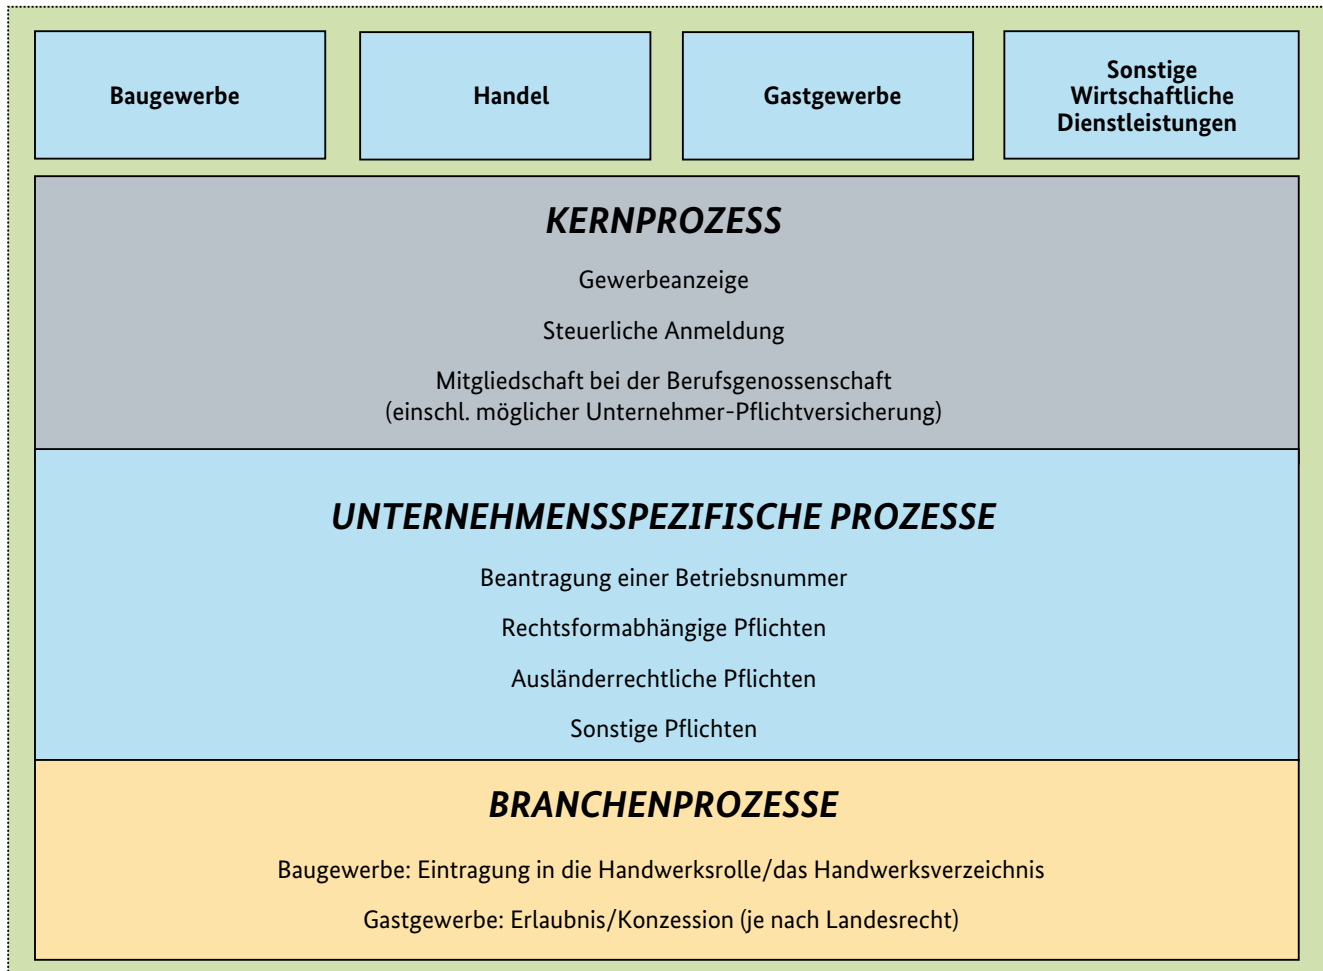 Baugewerbe
Handel
Gastgewerbe
Sonstige
Wirtschaftliche
Dienstleistungen
KERNPROZESS
Gewerbeanzeige
Steuerliche Anmeldung
Mitgliedschaft bei der Berufsgenossenschaft
(einschl. möglicher Unternehmer-Pflichtversicherung)
UNTERNEHMENSSPEZIFISCHE PROZESSE
Beantragung einer Betriebsnummer
Rechtsformabhängige Pflichten
Ausländerrechtliche Pflichten
Sonstige Pflichten
BRANCHENPROZESSE
Baugewerbe: Eintragung in die Handwerksrolle/das Handwerksverzeichnis
Gastgewerbe: Erlaubnis/Konzession (je nach Landesrecht)